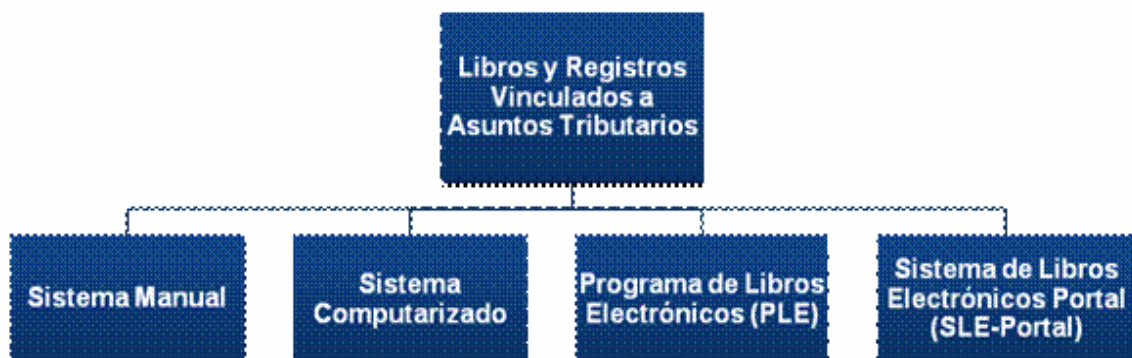 Libros y Registros
Vinculados a
Asuntos Tributarios
Sistema Manual
Sistema
Computarizado
Programa de Libros
Electrónicos (PLE)
Sistema de Libros
Electrónicos Portal
(SLE-Portal)